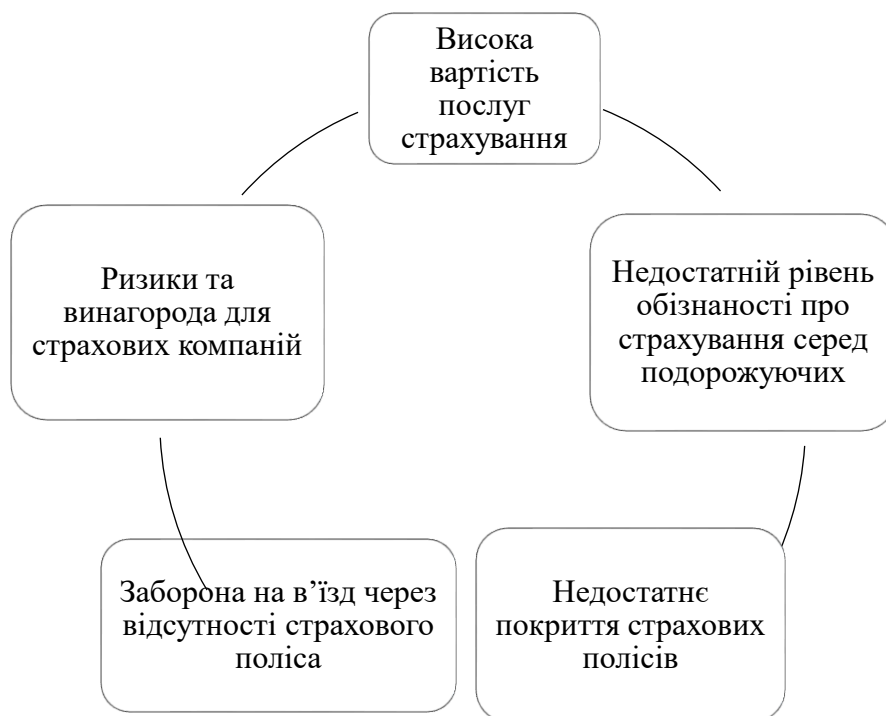 Висока
вартість
послуг
страхування
Ризики та
винагорода для
страхових компаній
Недостатній рівень
обізнаності про
страхування серед
подорожуючих
Заборона на в’їзд через
відсутності страхового
поліса
Недостатнє
покриття страхових
полісів